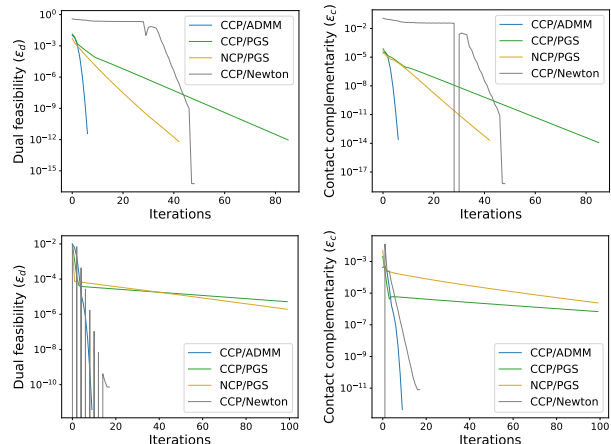 Dual feasibility (ε_d)
10^0
10^−3
10^−6
10^−9
10^−12
10^−15
0 20 40 60 80
Iterations
CCP/ADMM
CCP/PGS
NCP/PGS
CCP/Newton
Contact complementarity (ε_c)
10^−2
10^−5
10^−8
10^−11
10^−14
10^−17
0 20 40 60 80
Iterations
CCP/ADMM
CCP/PGS
NCP/PGS
CCP/Newton
Dual feasibility (ε_d)
10^−2
10^−4
10^−6
10^−8
10^−10
0 20 40 60 80 100
Iterations
CCP/ADMM
CCP/PGS
NCP/PGS
CCP/Newton
Contact complementarity (ε_c)
10^−3
10^−5
10^−7
10^−9
10^−11
0 20 40 60 80 100
Iterations
CCP/ADMM
CCP/PGS
NCP/PGS
CCP/Newton